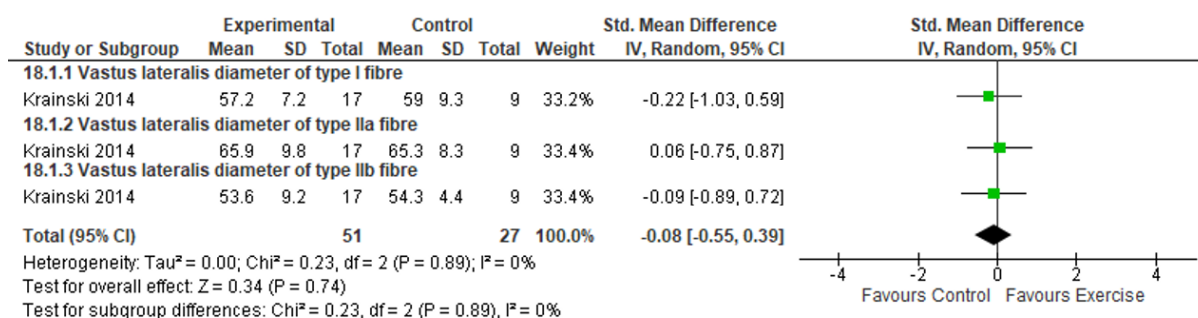 Experimental Control Std. Mean Difference Std. Mean Difference
Study or Subgroup Mean SD Total Mean SD Total Weight IV, Random, 95% CI IV, Random, 95% CI
18.1.1 Vastus lateralis diameter of type I fibre
Krainski 2014 57.2 7.2 17 59 9.3 9 33.2% -0.22 [-1.03, 0.59]
18.1.2 Vastus lateralis diameter of type IIa fibre
Krainski 2014 65.9 9.8 17 65.3 8.3 9 33.4% 0.06 [-0.75, 0.87]
18.1.3 Vastus lateralis diameter of type IIb fibre
Krainski 2014 53.6 9.2 17 54.3 4.4 9 33.4% -0.09 [-0.89, 0.72]
Total (95% CI) 51 27 100.0% -0.08 [-0.55, 0.39]
Heterogeneity: Tau² = 0.00; Chi² = 0.23, df = 2 (P = 0.89); I² = 0%
Test for overall effect: Z = 0.34 (P = 0.74)
Test for subgroup differences: Chi² = 0.23, df = 2 (P = 0.89), I² = 0%
-4 -2 0 2 4
Favours Control Favours Exercise